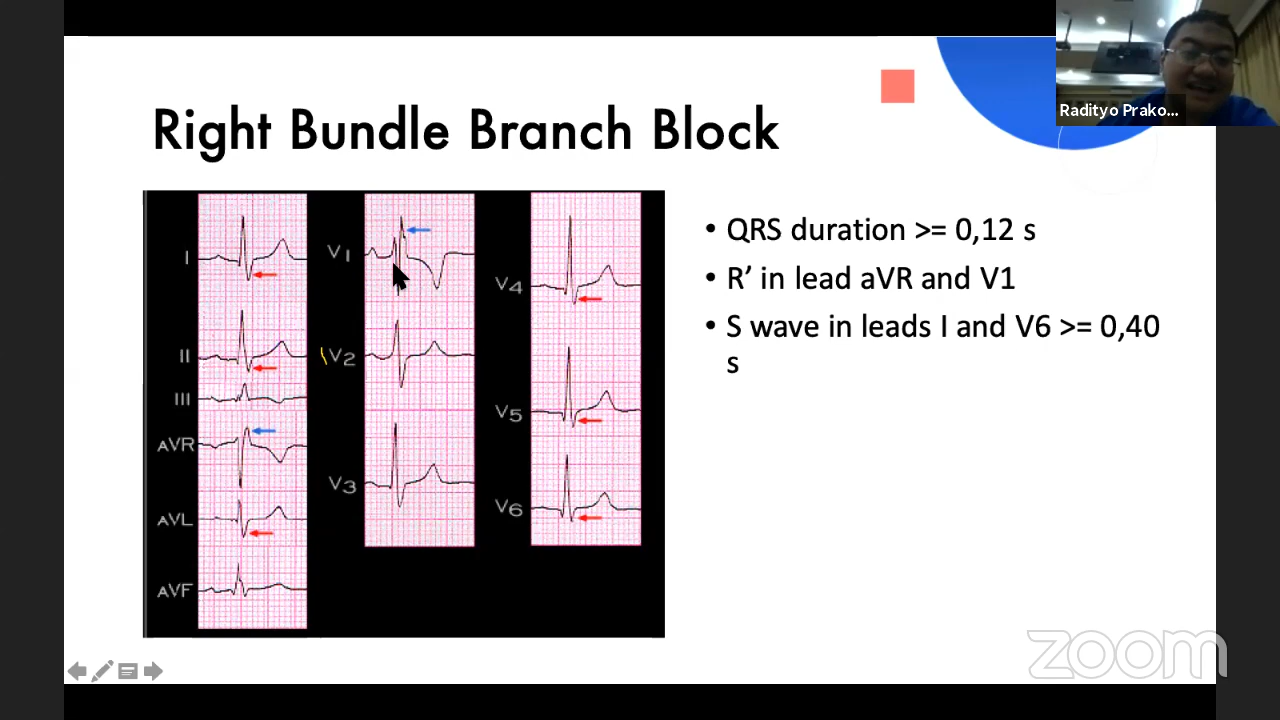 Radityo Prako...
Right Bundle Branch Block
I
II
III
AVR
AVL
AVF
V1
V2
V3
V4
V5
V6
• QRS duration >= 0,12 s
• R’ in lead aVR and V1
• S wave in leads I and V6 >= 0,40
s
zoom